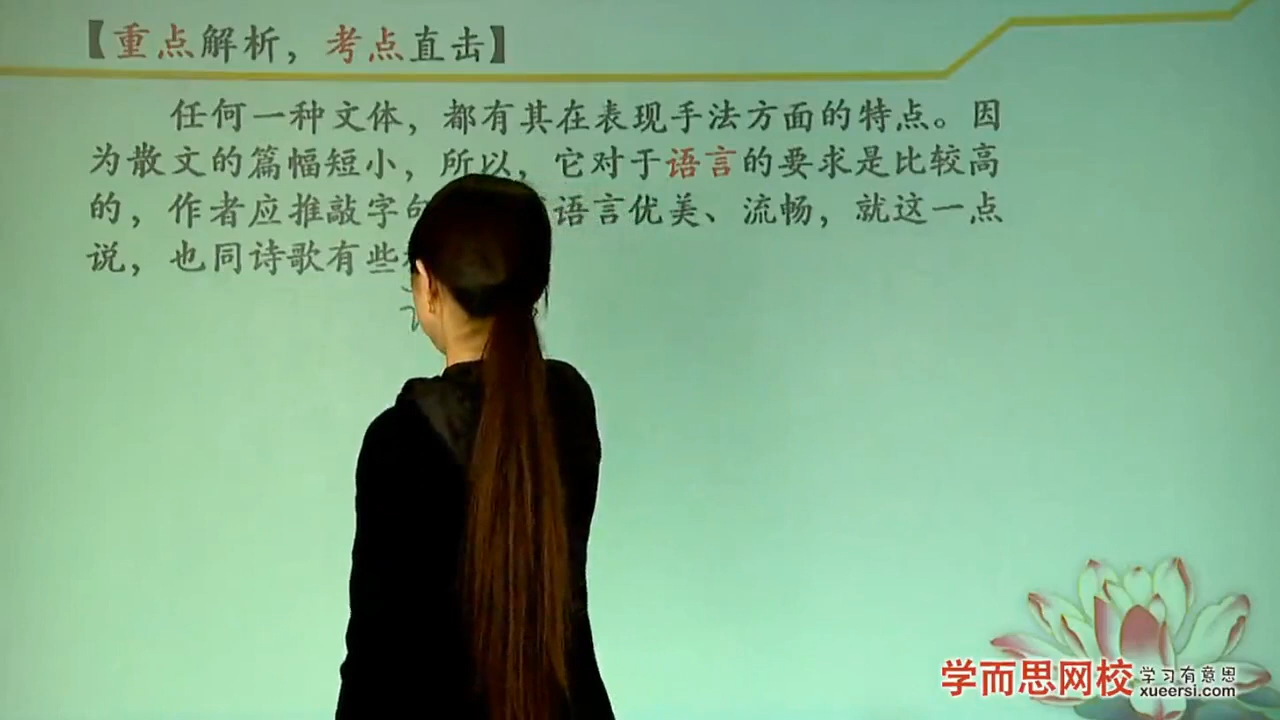 【重点解析，考点直击】
任何一种文体，都有其在表现手法方面的特点。因
为散文的篇幅短小，所以，它对于语言的要求是比较高
的，作者应推敲字句 语言优美、流畅，就这一点
说，也同诗歌有些
学而思网校 学习有意思
xueersi.com